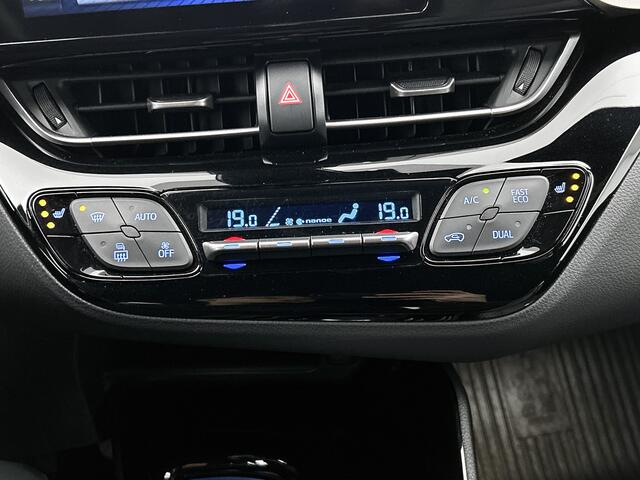 AUTO
OFF
19.0 nanoe 19.0
A/C FAST ECO
DUAL